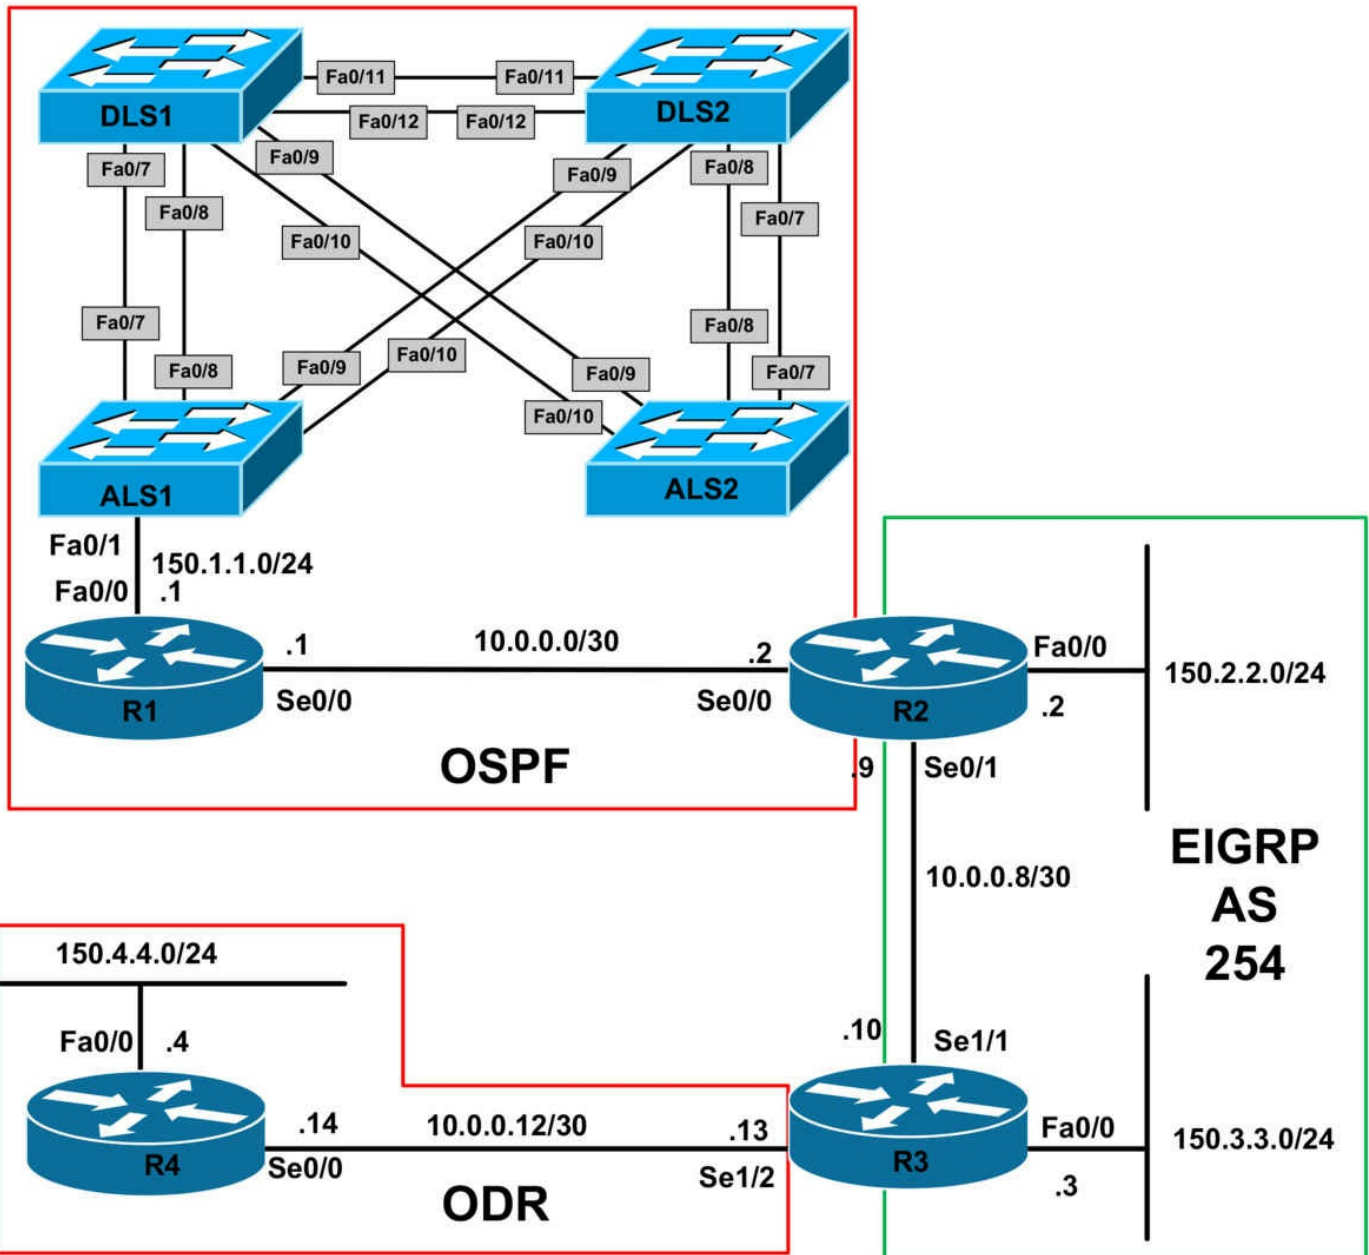 Fa0/11
Fa0/11
DLS1
DLS2
Fa0/12
Fa0/12
Fa0/7
Fa0/9
Fa0/9
Fa0/8
Fa0/8
Fa0/7
Fa0/10
Fa0/10
Fa0/7
Fa0/8
Fa0/8
Fa0/9
Fa0/10
Fa0/9
Fa0/7
Fa0/10
ALS1
ALS2
Fa0/1
150.1.1.0/24
Fa0/0
.1
.1
10.0.0.0/30
.2
Fa0/0
150.2.2.0/24
R1
Se0/0
Se0/0
R2
.2
OSPF
.9
Se0/1
EIGRP
AS
254
10.0.0.8/30
150.4.4.0/24
Fa0/0
.4
.10
Se1/1
.14
10.0.0.12/30
.13
Fa0/0
150.3.3.0/24
R4
Se0/0
Se1/2
R3
.3
ODR